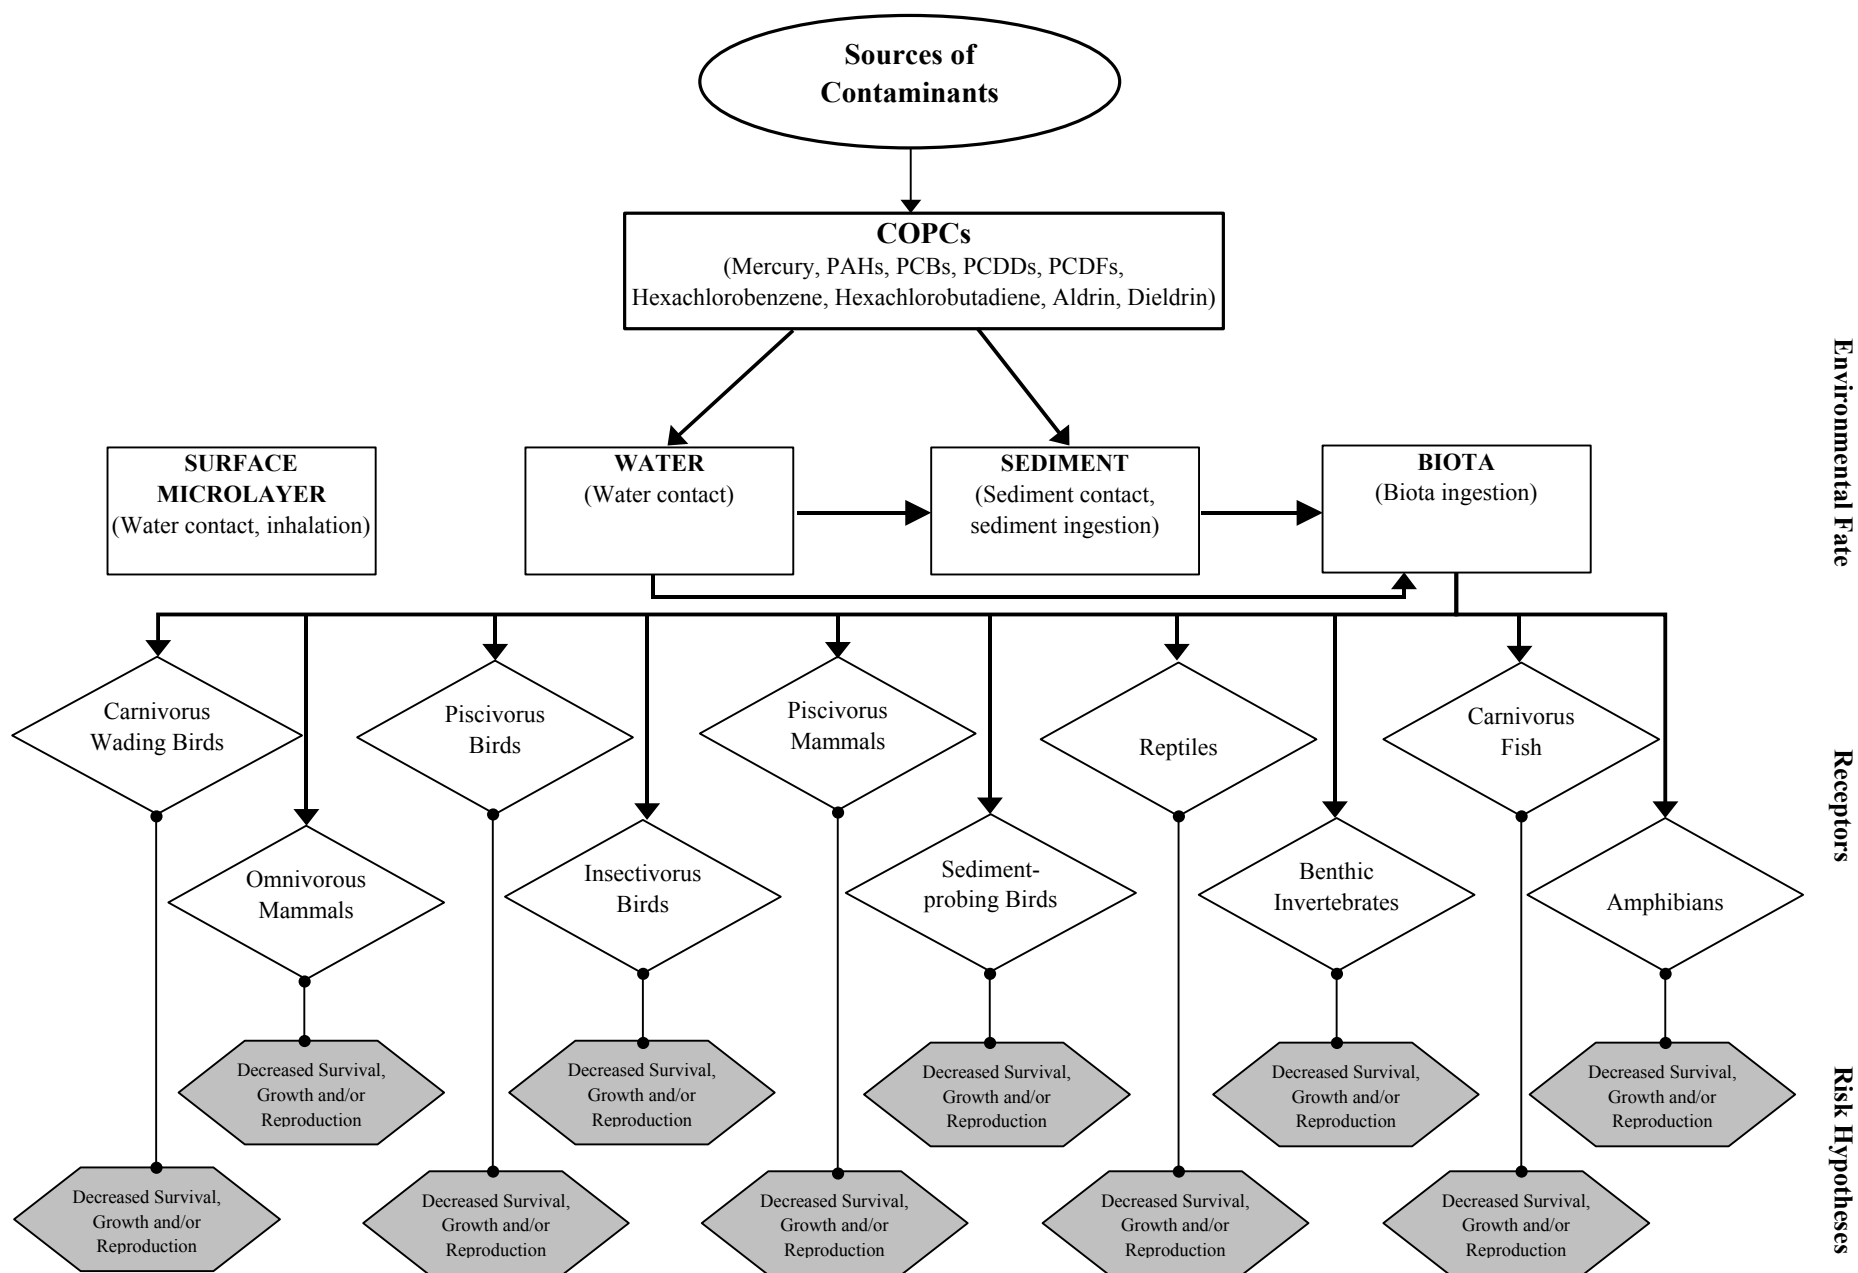 Sources of
Contaminants
COPCs
(Mercury, PAHs, PCBs, PCDDs, PCDFs,
Hexachlorobenzene, Hexachlorobutadiene, Aldrin, Dieldrin)
Environmental Fate
SURFACE
MICROLAYER
(Water contact, inhalation)
WATER
(Water contact)
SEDIMENT
(Sediment contact,
sediment ingestion)
BIOTA
(Biota ingestion)
Receptors
Carnivorus
Wading Birds
Piscivorus
Birds
Piscivorus
Mammals
Reptiles
Carnivorus
Fish
Omnivorous
Mammals
Insectivorus
Birds
Sediment-
probing Birds
Benthic
Invertebrates
Amphibians
Risk Hypotheses
Decreased Survival,
Growth and/or
Reproduction
Decreased Survival,
Growth and/or
Reproduction
Decreased Survival,
Growth and/or
Reproduction
Decreased Survival,
Growth and/or
Reproduction
Decreased Survival,
Growth and/or
Reproduction
Decreased Survival,
Growth and/or
Reproduction
Decreased Survival,
Growth and/or
Reproduction
Decreased Survival,
Growth and/or
Reproduction
Decreased Survival,
Growth and/or
Reproduction
Decreased Survival,
Growth and/or
Reproduction